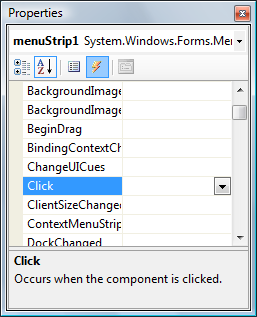 Properties
menuStrip1 System.Windows.Forms.Me
BackgroundImage
BackgroundImage
BeginDrag
BindingContextCh
ChangeUICues
Click
ClientSizeChanged
ContextMenuStrip
DockChanged
Click
Occurs when the component is clicked.